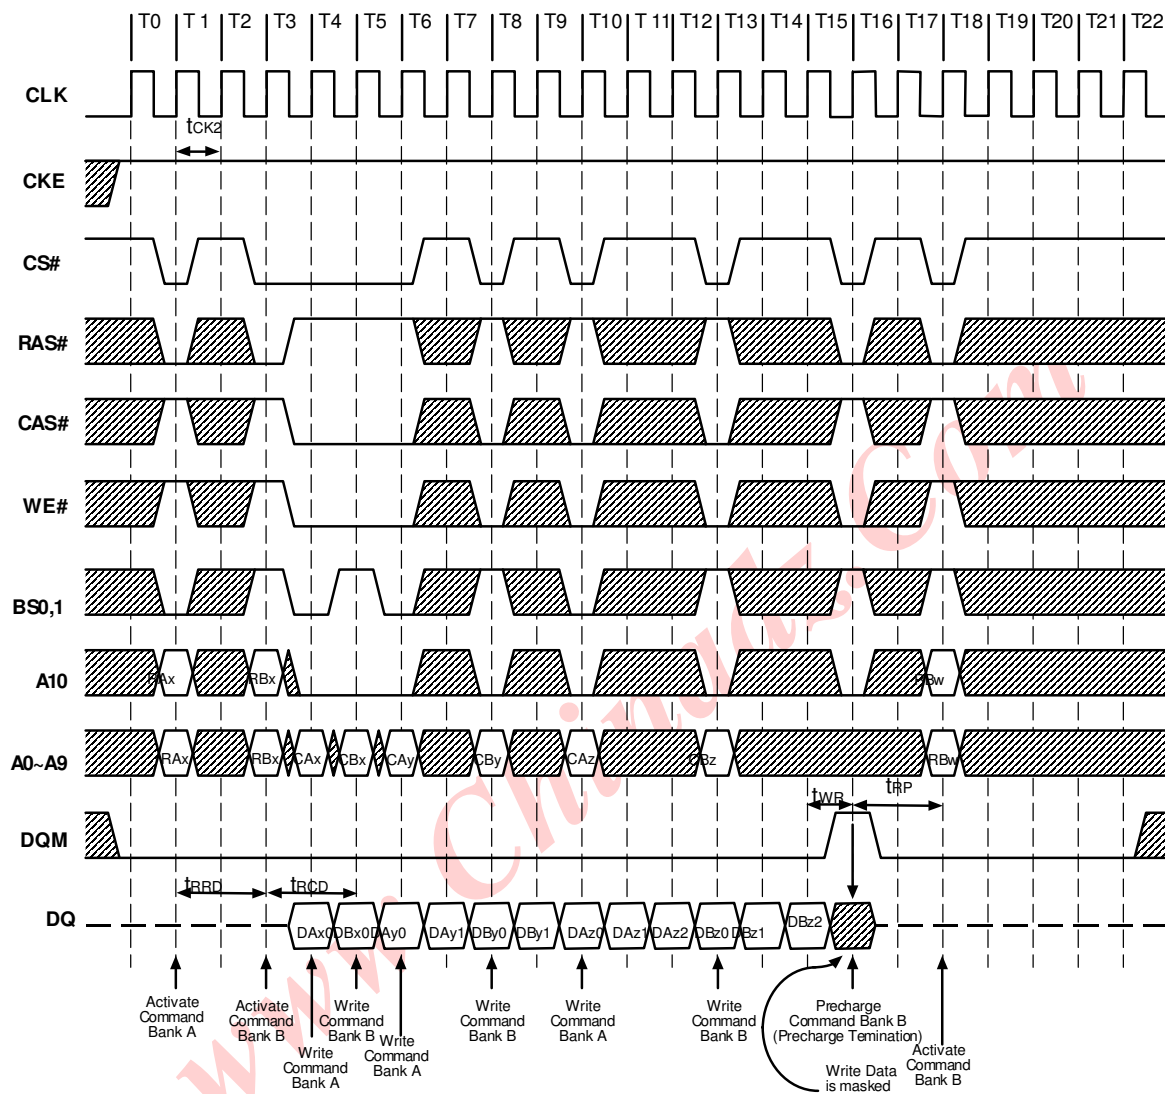 T0 T 1 T2 T3 T4 T5 T6 T7 T8 T9 T10 T 11 T12 T13 T14 T15 T16 T17 T18 T19 T20 T21 T22
CLK
tCK2
CKE
CS#
RAS#
CAS#
WE#
BS0,1
A10
RAx RBx RBw
A0~A9
RAx RBx CAx CBx CAy CBy CAz CBz RBw
tWR tRP
DQM
tRRD tRCD
DQ
DAx0 DBx0 DAy0 DAy1 DBy0 DBy1 DAz0 DAz1 DAz2 DBz0 DBz1 DBz2
Activate
Command
Bank A
Activate
Command
Bank B
Write
Command
Bank A
Write
Command
Bank B
Write
Command
Bank A
Write
Command
Bank B
Write
Command
Bank A
Write
Command
Bank B
Precharge
Command Bank B
(Precharge Temination)
Write Data
is masked
Activate
Command
Bank B
www.Chinadz.Com